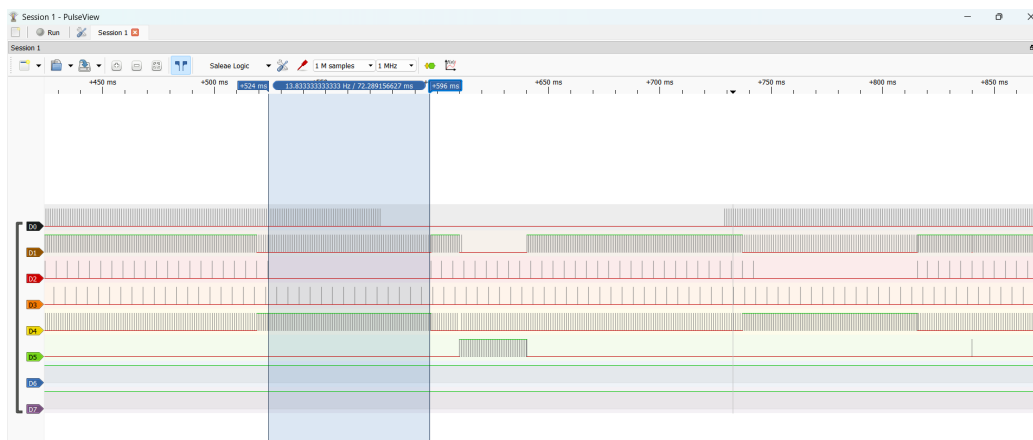 Session 1 - PulseView
Run Session 1
Session 1
Saleae Logic 1 M samples 1 MHz
+450 ms +500 ms +650 ms +700 ms +750 ms +800 ms +850 ms
+524 ms 13.833333333333 Hz / 72.289156627 ms +596 ms
D0
D1
D2
D3
D4
D5
D6
D7